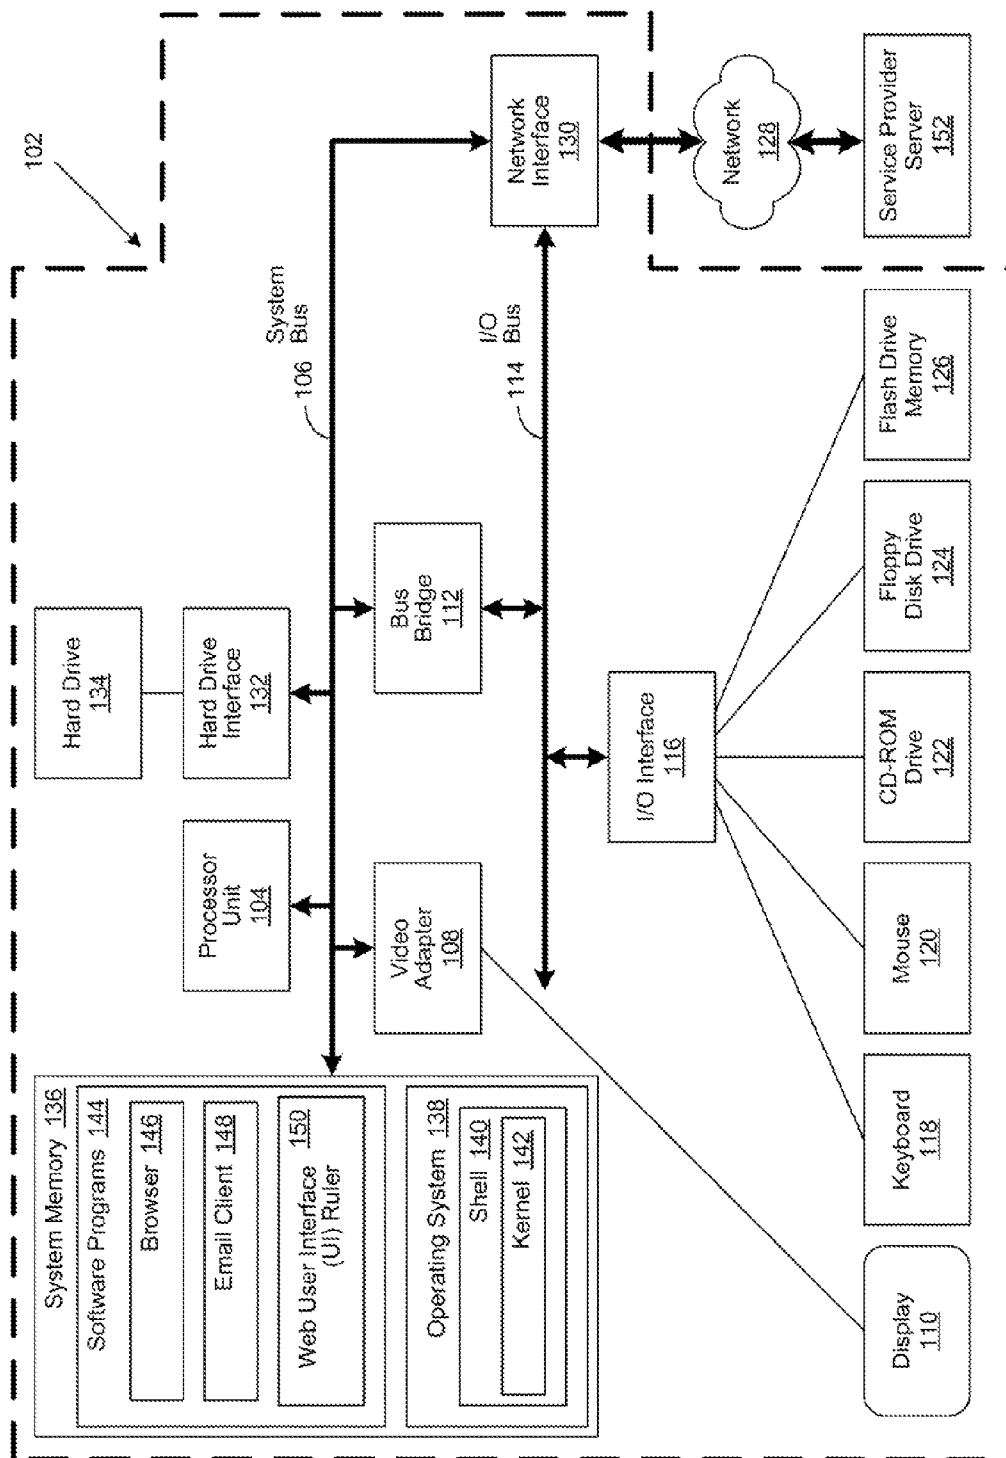 102
System Memory 136
Software Programs 144
Browser 146
Email Client 148
Web User Interface 150
(UI) Ruler
Operating System 138
Shell 140
Kernel 142
Processor
Unit
104
Hard Drive
134
Hard Drive
Interface
132
106
System
Bus
Video
Adapter
108
Bus
Bridge
112
114
I/O
Bus
Network
Interface
130
I/O Interface
116
Network
128
Display
110
Keyboard
118
Mouse
120
CD-ROM
Drive
122
Floppy
Disk Drive
124
Flash Drive
Memory
126
Service Provider
Server
152